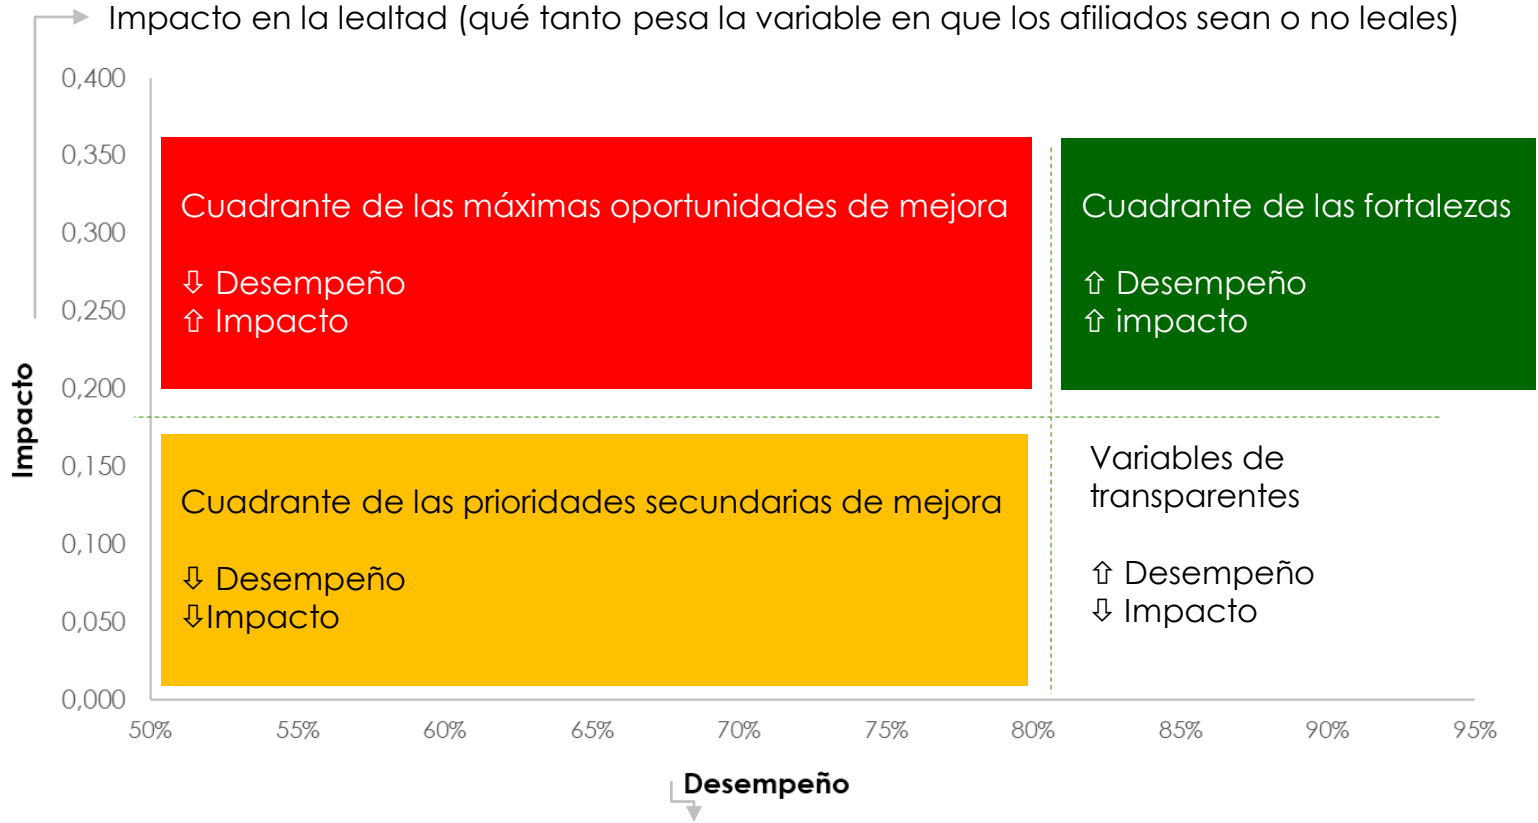 Impacto en la lealtad (qué tanto pesa la variable en que los afiliados sean o no leales)
0,400
0,350
0,300
0,250
0,200
0,150
0,100
0,050
0,000
Impacto
Cuadrante de las máximas oportunidades de mejora
⇩ Desempeño
⇧ Impacto
Cuadrante de las fortalezas
⇧ Desempeño
⇧ impacto
Cuadrante de las prioridades secundarias de mejora
⇩ Desempeño
⇩Impacto
Variables de
transparentes
⇧ Desempeño
⇩ Impacto
50% 55% 60% 65% 70% 75% 80% 85% 90% 95%
Desempeño